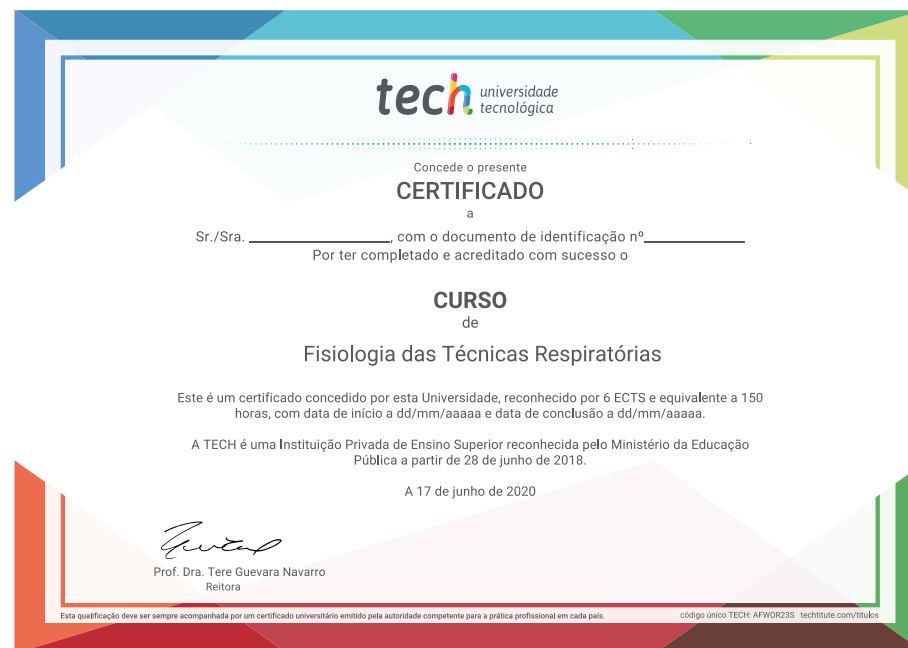 tech universidade
tecnológica
Concede o presente
CERTIFICADO
a
Sr./Sra. ____________________, com o documento de identificação nº______________
Por ter completado e acreditado com sucesso o
CURSO
de
Fisiologia das Técnicas Respiratórias
Este é um certificado concedido por esta Universidade, reconhecido por 6 ECTS e equivalente a 150
horas, com data de início a dd/mm/aaaaa e data de conclusão a dd/mm/aaaaa.
A TECH é uma Instituição Privada de Ensino Superior reconhecida pelo Ministério da Educação
Pública a partir de 28 de junho de 2018.
A 17 de junho de 2020
Prof. Dra. Tere Guevara Navarro
Reitora
Esta qualificação deve ser sempre acompanhada por um certificado universitário emitido pela autoridade competente para a prática profissional em cada país.
código único TECH: AFWOR23S techtitute.com/titulos